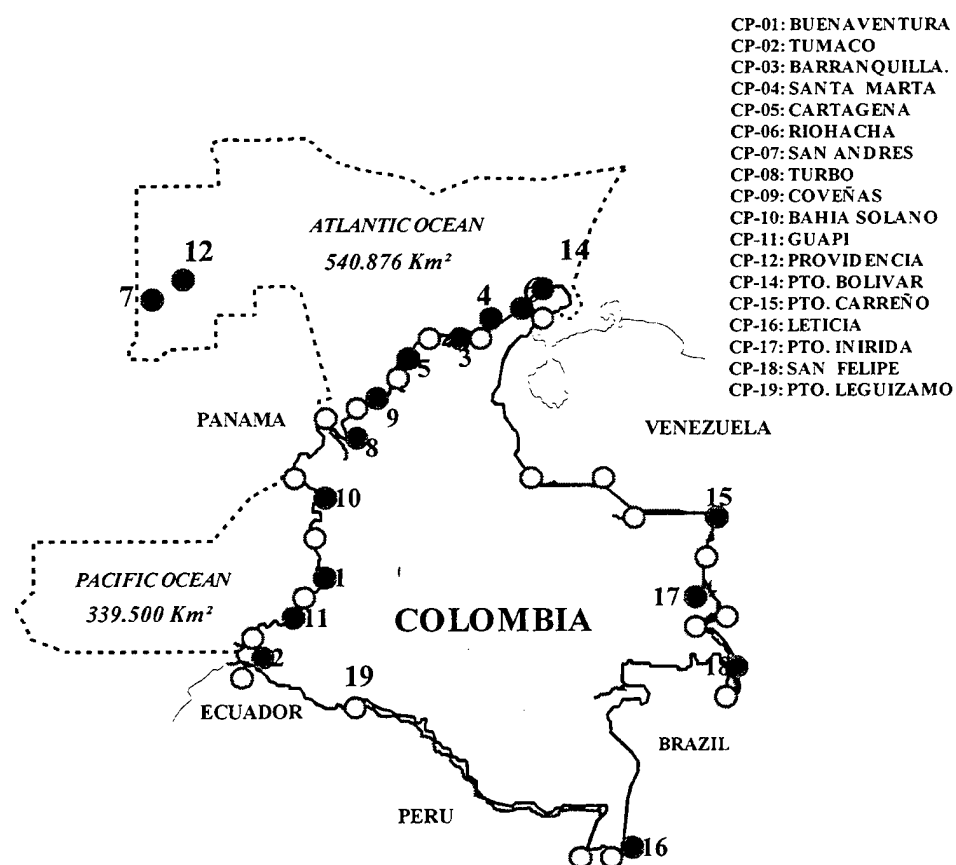 CP-01: BUENAVENTURA
CP-02: TUMACO
CP-03: BARRANQUILLA.
CP-04: SANTA MARTA
CP-05: CARTAGENA
CP-06: RIOHACHA
CP-07: SAN ANDRES
CP-08: TURBO
CP-09: COVEÑAS
CP-10: BAHIA SOLANO
CP-11: GUAPI
CP-12: PROVIDENCIA
CP-14: PTO. BOLIVAR
CP-15: PTO. CARREÑO
CP-16: LETICIA
CP-17: PTO. INIRIDA
CP-18: SAN FELIPE
CP-19: PTO. LEGUIZAMO
ATLANTIC OCEAN
540.876 Km²
12
14
7
4
3
5
9
8
PANAMA
VENEZUELA
10
15
PACIFIC OCEAN
339.500 Km²
1
17
11
COLOMBIA
2
18
19
ECUADOR
BRAZIL
PERU
16